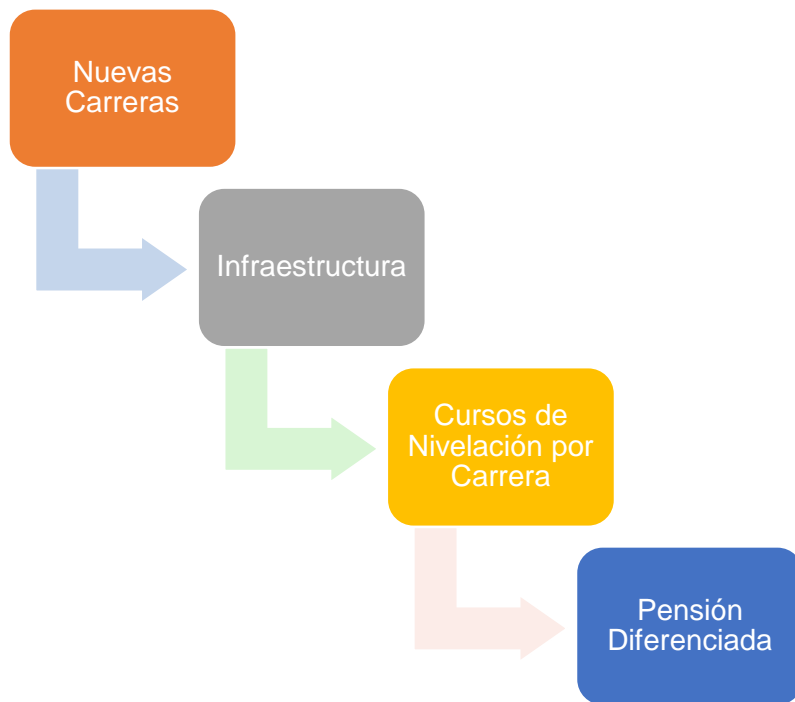 Nuevas
Carreras
Infraestructura
Cursos de
Nivelación por
Carrera
Pensión
Diferenciada